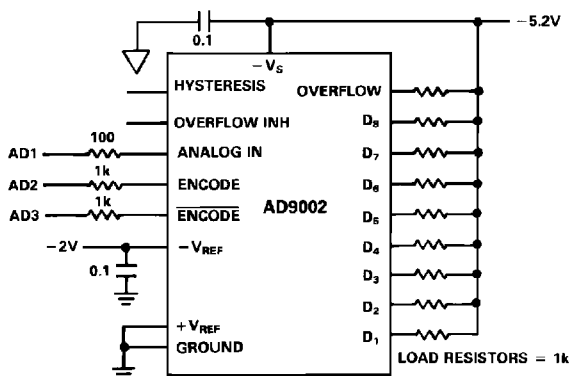 0.1
−5.2V
−VS
HYSTERESIS
OVERFLOW
OVERFLOW INH
D8
100
AD1
ANALOG IN
D7
1k
AD2
ENCODE
D6
1k
AD3
ENCODE
AD9002
D5
−2V
−VREF
D4
0.1
D3
D2
+VREF
GROUND
D1
LOAD RESISTORS = 1k